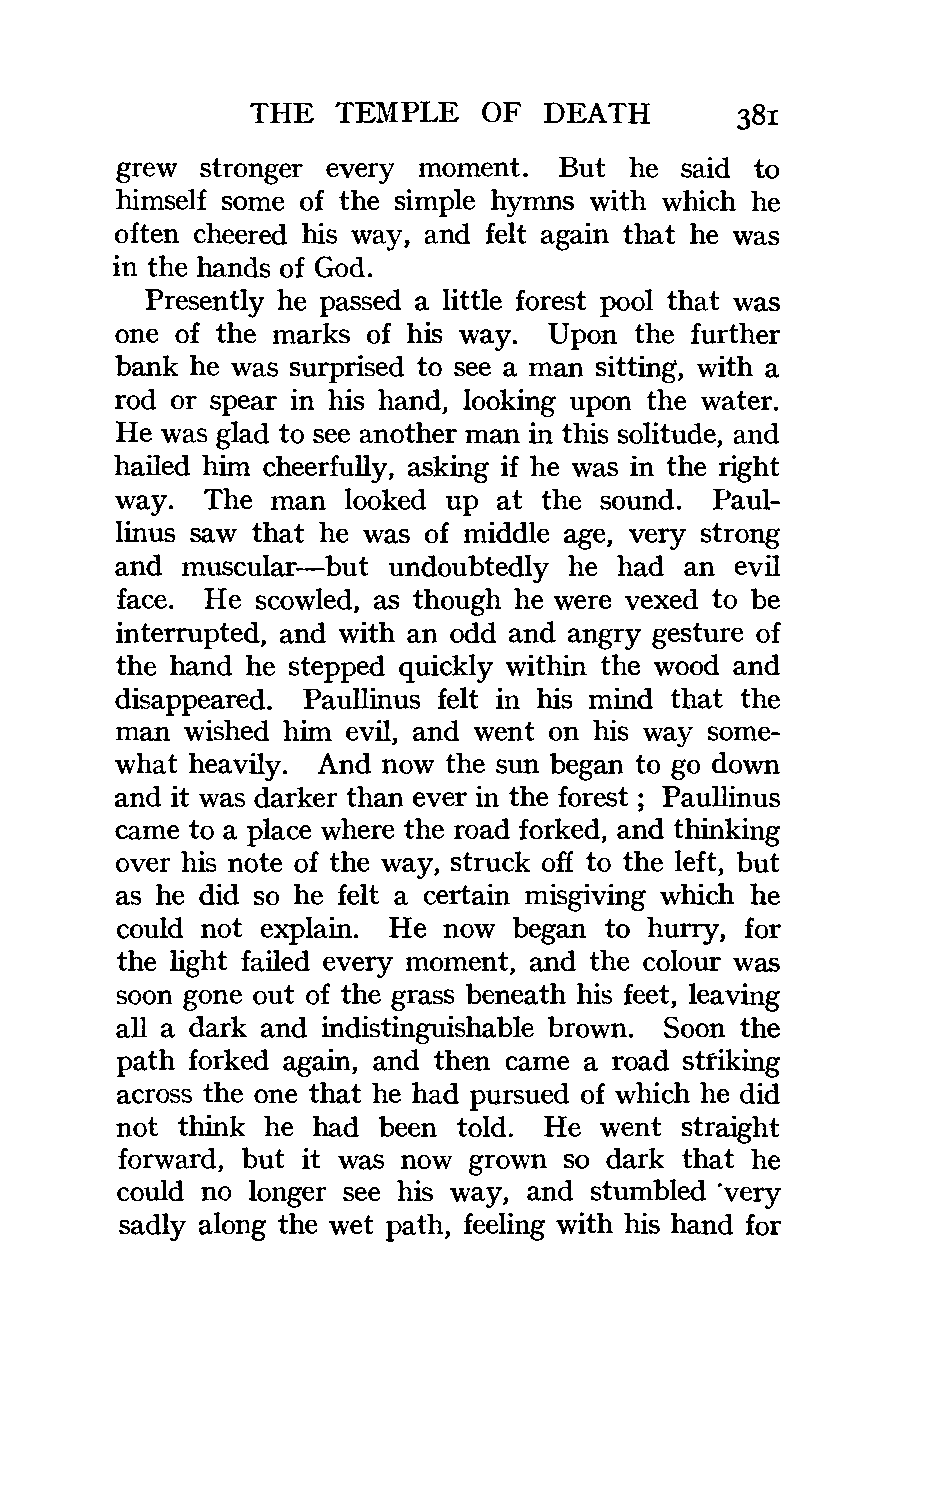 THE TEMPLE OF DEATH 381
grew stronger every moment. But he said to
himself some of the simple hymns with which he
often cheered his way, and felt again that he was
in the hands of God.
Presently he passed a little forest pool that was
one of the marks of his way. Upon the further
bank he was surprised to see a man sitting, with a
rod or spear in his hand, looking upon the water.
He was glad to see another man in this solitude, and
hailed him cheerfully, asking if he was in the right
way. The man looked up at the sound. Paul-
linus saw that he was of middle age, very strong
and muscular—but undoubtedly he had an evil
face. He scowled, as though he were vexed to be
interrupted, and with an odd and angry gesture of
the hand he stepped quickly within the wood and
disappeared. Paullinus felt in his mind that the
man wished him evil, and went on his way some-
what heavily. And now the sun began to go down
and it was darker than ever in the forest ; Paullinus
came to a place where the road forked, and thinking
over his note of the way, struck off to the left, but
as he did so he felt a certain misgiving which he
could not explain. He now began to hurry, for
the light failed every moment, and the colour was
soon gone out of the grass beneath his feet, leaving
all a dark and indistinguishable brown. Soon the
path forked again, and then came a road striking
across the one that he had pursued of which he did
not think he had been told. He went straight
forward, but it was now grown so dark that he
could no longer see his way, and stumbled very
sadly along the wet path, feeling with his hand for